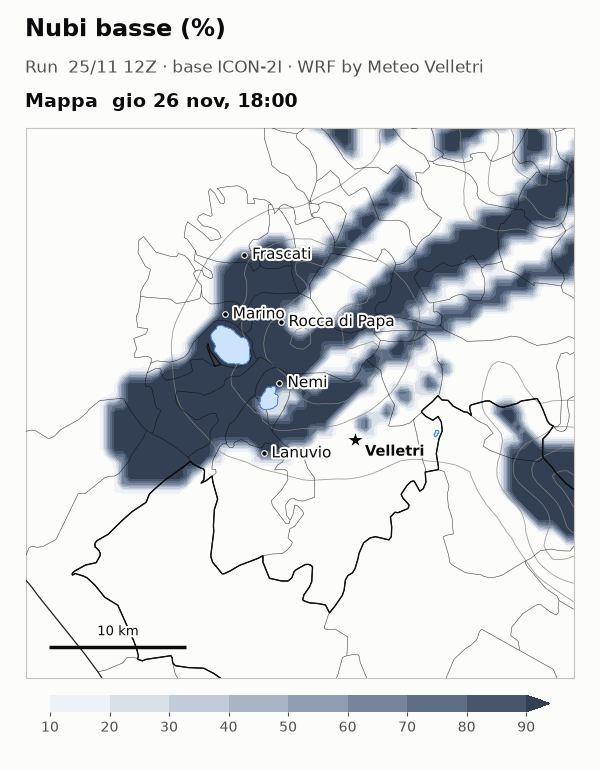 Nubi basse (%)
Run  25/11 12Z · base ICON-2I · WRF by Meteo Velletri
Mappa  gio 26 nov, 18:00
Frascati
Marino
Rocca di Papa
Nemi
Velletri
Lanuvio
10 km
10 20 30 40 50 60 70 80 90